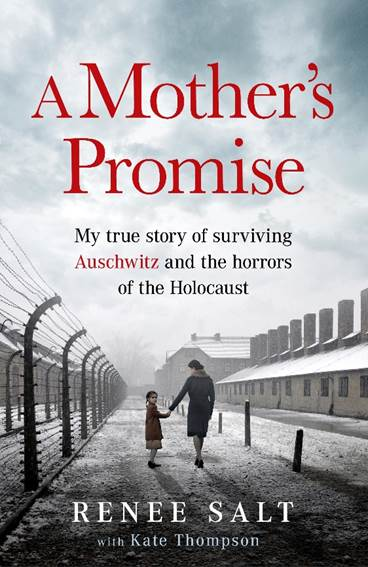 A Mother's
Promise
My true story of surviving
Auschwitz and the horrors
of the Holocaust
RENEE SALT
with Kate Thompson